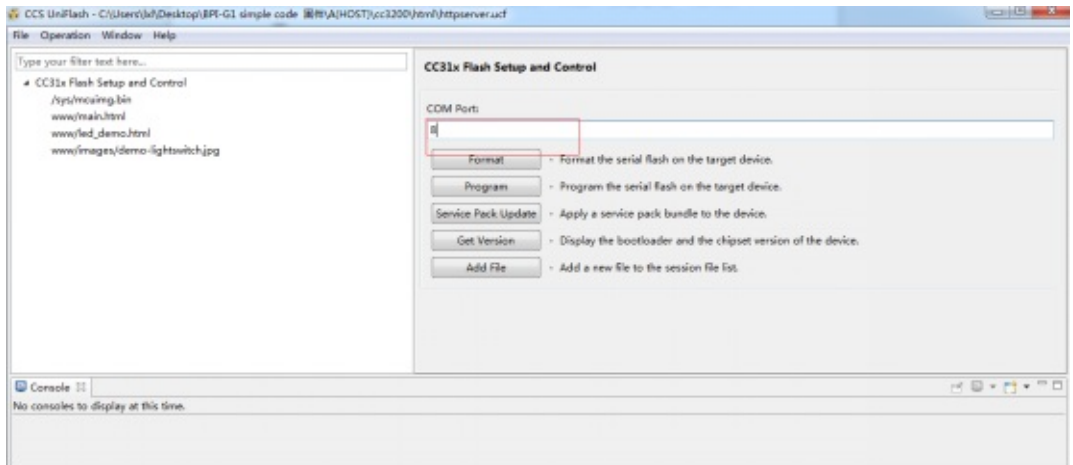 CCS UniFlash - C:\Users\lxl\Desktop\BPI-G1 simple code 固件\A(HOST)\cc3200\html\httpserver.ucf
File Operation Window Help
Type your filter text here...
CC31x Flash Setup and Control
/sys/mcuimg.bin
www/main.html
www/led_demo.html
www/images/demo-lightswitch.jpg
CC31x Flash Setup and Control
COM Port:
8
Format - Format the serial flash on the target device.
Program - Program the serial flash on the target device.
Service Pack Update - Apply a service pack bundle to the device.
Get Version - Display the bootloader and the chipset version of the device.
Add File - Add a new file to the session file list.
Console
No consoles to display at this time.